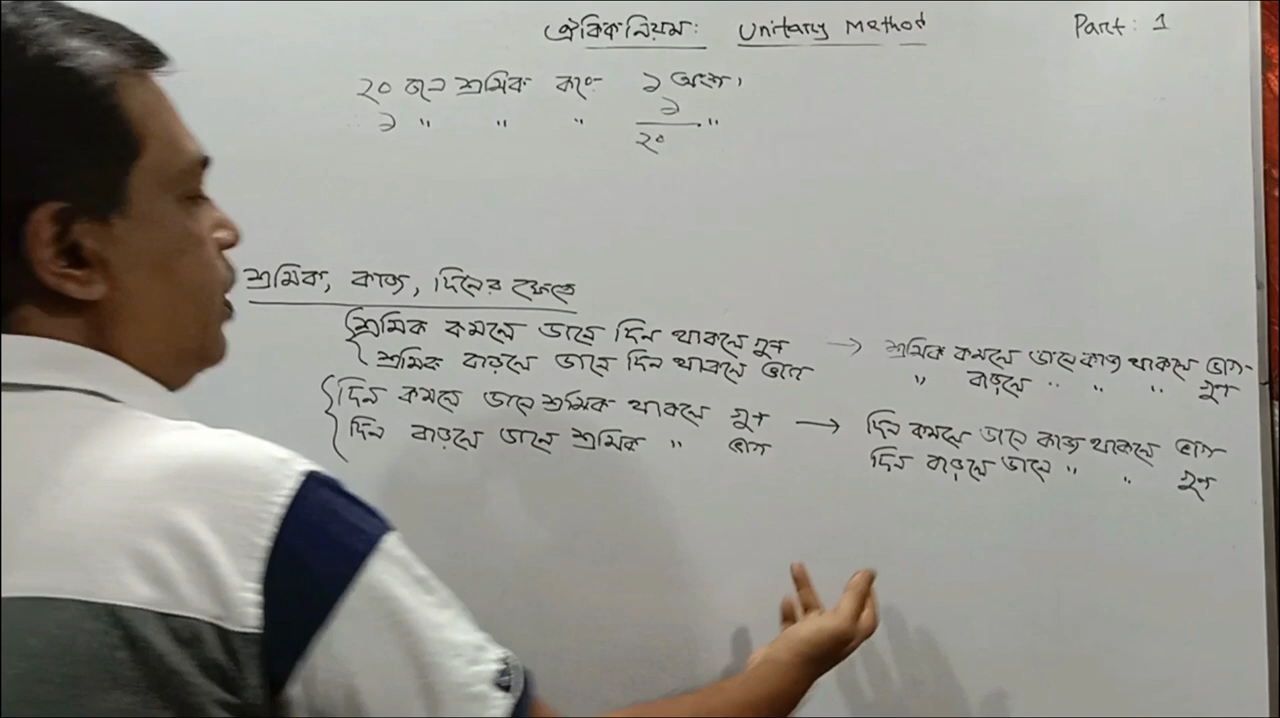 ঐকিক নিয়ম: Unitary Method Part: 1
২০ জন শ্রমিক করে ১ অংশ।
১ " " " ১/২০ "
শ্রমিক, কাজ, দিনের ক্ষেত্রে
শ্রমিক কমলে ডানে দিন থাকলে গুণ → শ্রমিক কমলে ডানে কাজ থাকলে ভাগ
শ্রমিক বাড়লে ডানে দিন থাকলে ভাগ " বাড়লে " " " গুণ
দিন কমলে ডানে শ্রমিক থাকলে গুণ → দিন কমলে ডানে কাজ থাকলে ভাগ
দিন বাড়লে ডানে শ্রমিক " ভাগ দিন বাড়লে ডানে " " গুণ